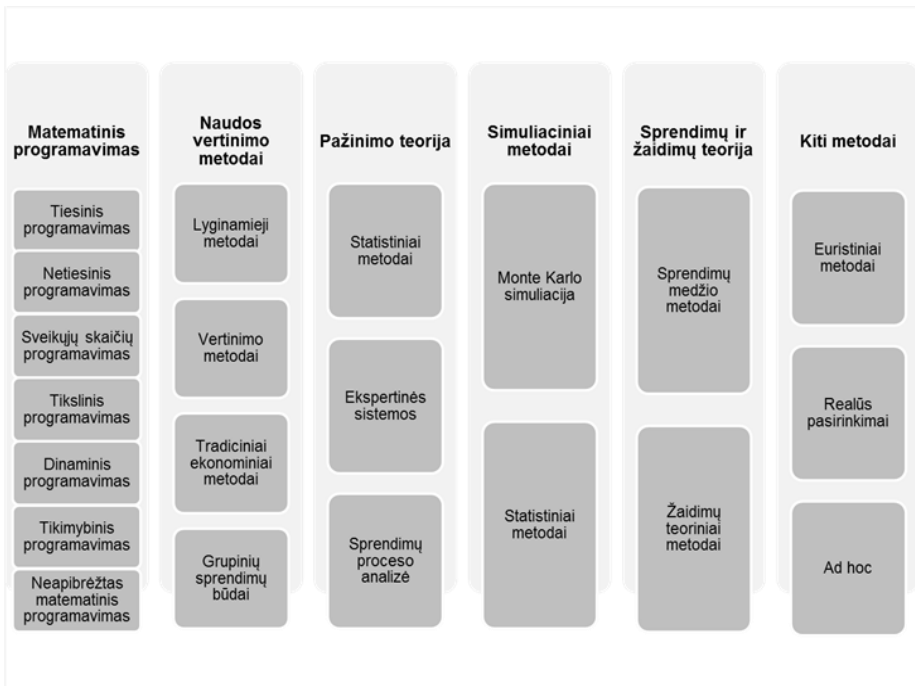 Matematinis
programavimas
Tiesinis
programavimas
Netiesinis
programavimas
Sveikųjų skaičių
programavimas
Tikslinis
programavimas
Dinaminis
programavimas
Tikimybinis
programavimas
Neapibrėžtas
matematinis
programavimas
Naudos
vertinimo
metodai
Lyginamieji
metodai
Vertinimo
metodai
Tradiciniai
ekonominiai
metodai
Grupinių
sprendimų
būdai
Pažinimo teorija
Statistiniai
metodai
Ekspertinės
sistemos
Sprendimų
proceso
analizė
Simuliaciniai
metodai
Monte Karlo
simuliacija
Statistiniai
metodai
Sprendimų ir
žaidimų teorija
Sprendimų
medžio
metodai
Žaidimų
teoriniai
metodai
Kiti metodai
Euristiniai
metodai
Realūs
pasirinkimai
Ad hoc